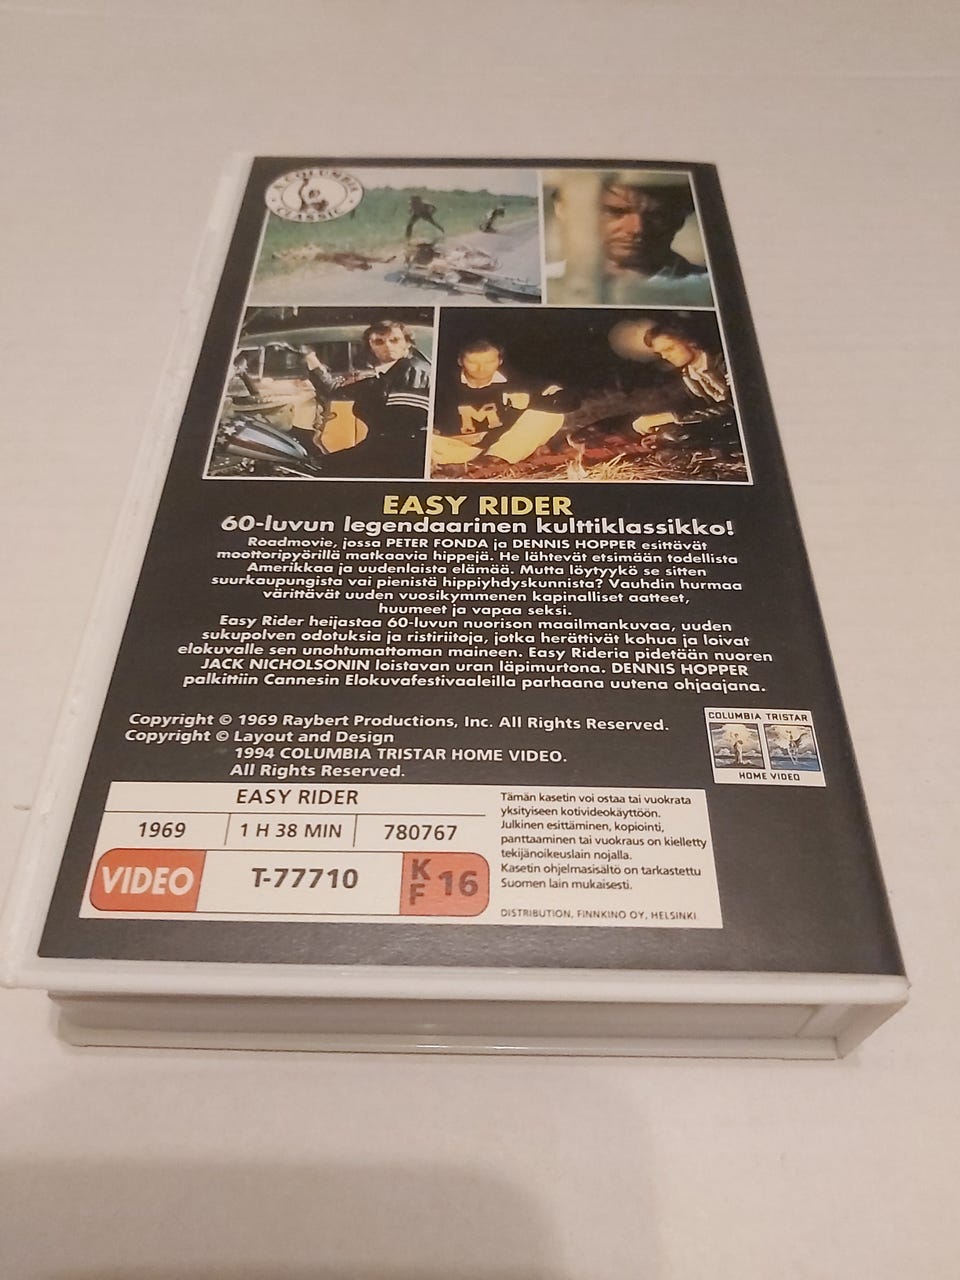 A COLUMBIA
CLASSIC
M
EASY RIDER
60-luvun legendaarinen kulttiklassikko!
Roadmovie, jossa PETER FONDA ja DENNIS HOPPER esittävät
moottoripyörillä matkaavia hippejä. He lähtevät etsimään todellista
Amerikkaa ja uudenlaista elämää. Mutta löytyykö se sitten
suurkaupungista vai pienistä hippiyhdyskunnista? Vauhdin hurmaa
värittävät uuden vuosikymmenen kapinalliset aatteet,
huumeet ja vapaa seksi.
Easy Rider heijastaa 60-luvun nuorison maailmankuvaa, uuden
sukupolven odotuksia ja ristiriitoja, jotka herättivät kohua ja loivat
elokuvalle sen unohtumattoman maineen. Easy Rideria pidetään nuoren
JACK NICHOLSONIN loistavan uran läpimurtona. DENNIS HOPPER
palkittiin Cannesin Elokuvafestivaaleilla parhaana uutena ohjaajana.
Copyright © 1969 Raybert Productions, Inc. All Rights Reserved.
Copyright © Layout and Design
1994 COLUMBIA TRISTAR HOME VIDEO.
All Rights Reserved.
COLUMBIA TRISTAR
HOME VIDEO
EASY RIDER
1969 1 H 38 MIN 780767
VIDEO T-77710 KF 16
Tämän kasetin voi ostaa tai vuokrata
yksityiseen kotivideokäyttöön.
Julkinen esittäminen, kopiointi,
panttaaminen tai vuokraus on kielletty
tekijänoikeuslain nojalla.
Kasetin ohjelmasisältö on tarkastettu
Suomen lain mukaisesti.
DISTRIBUTION, FINNKINO OY, HELSINKI.